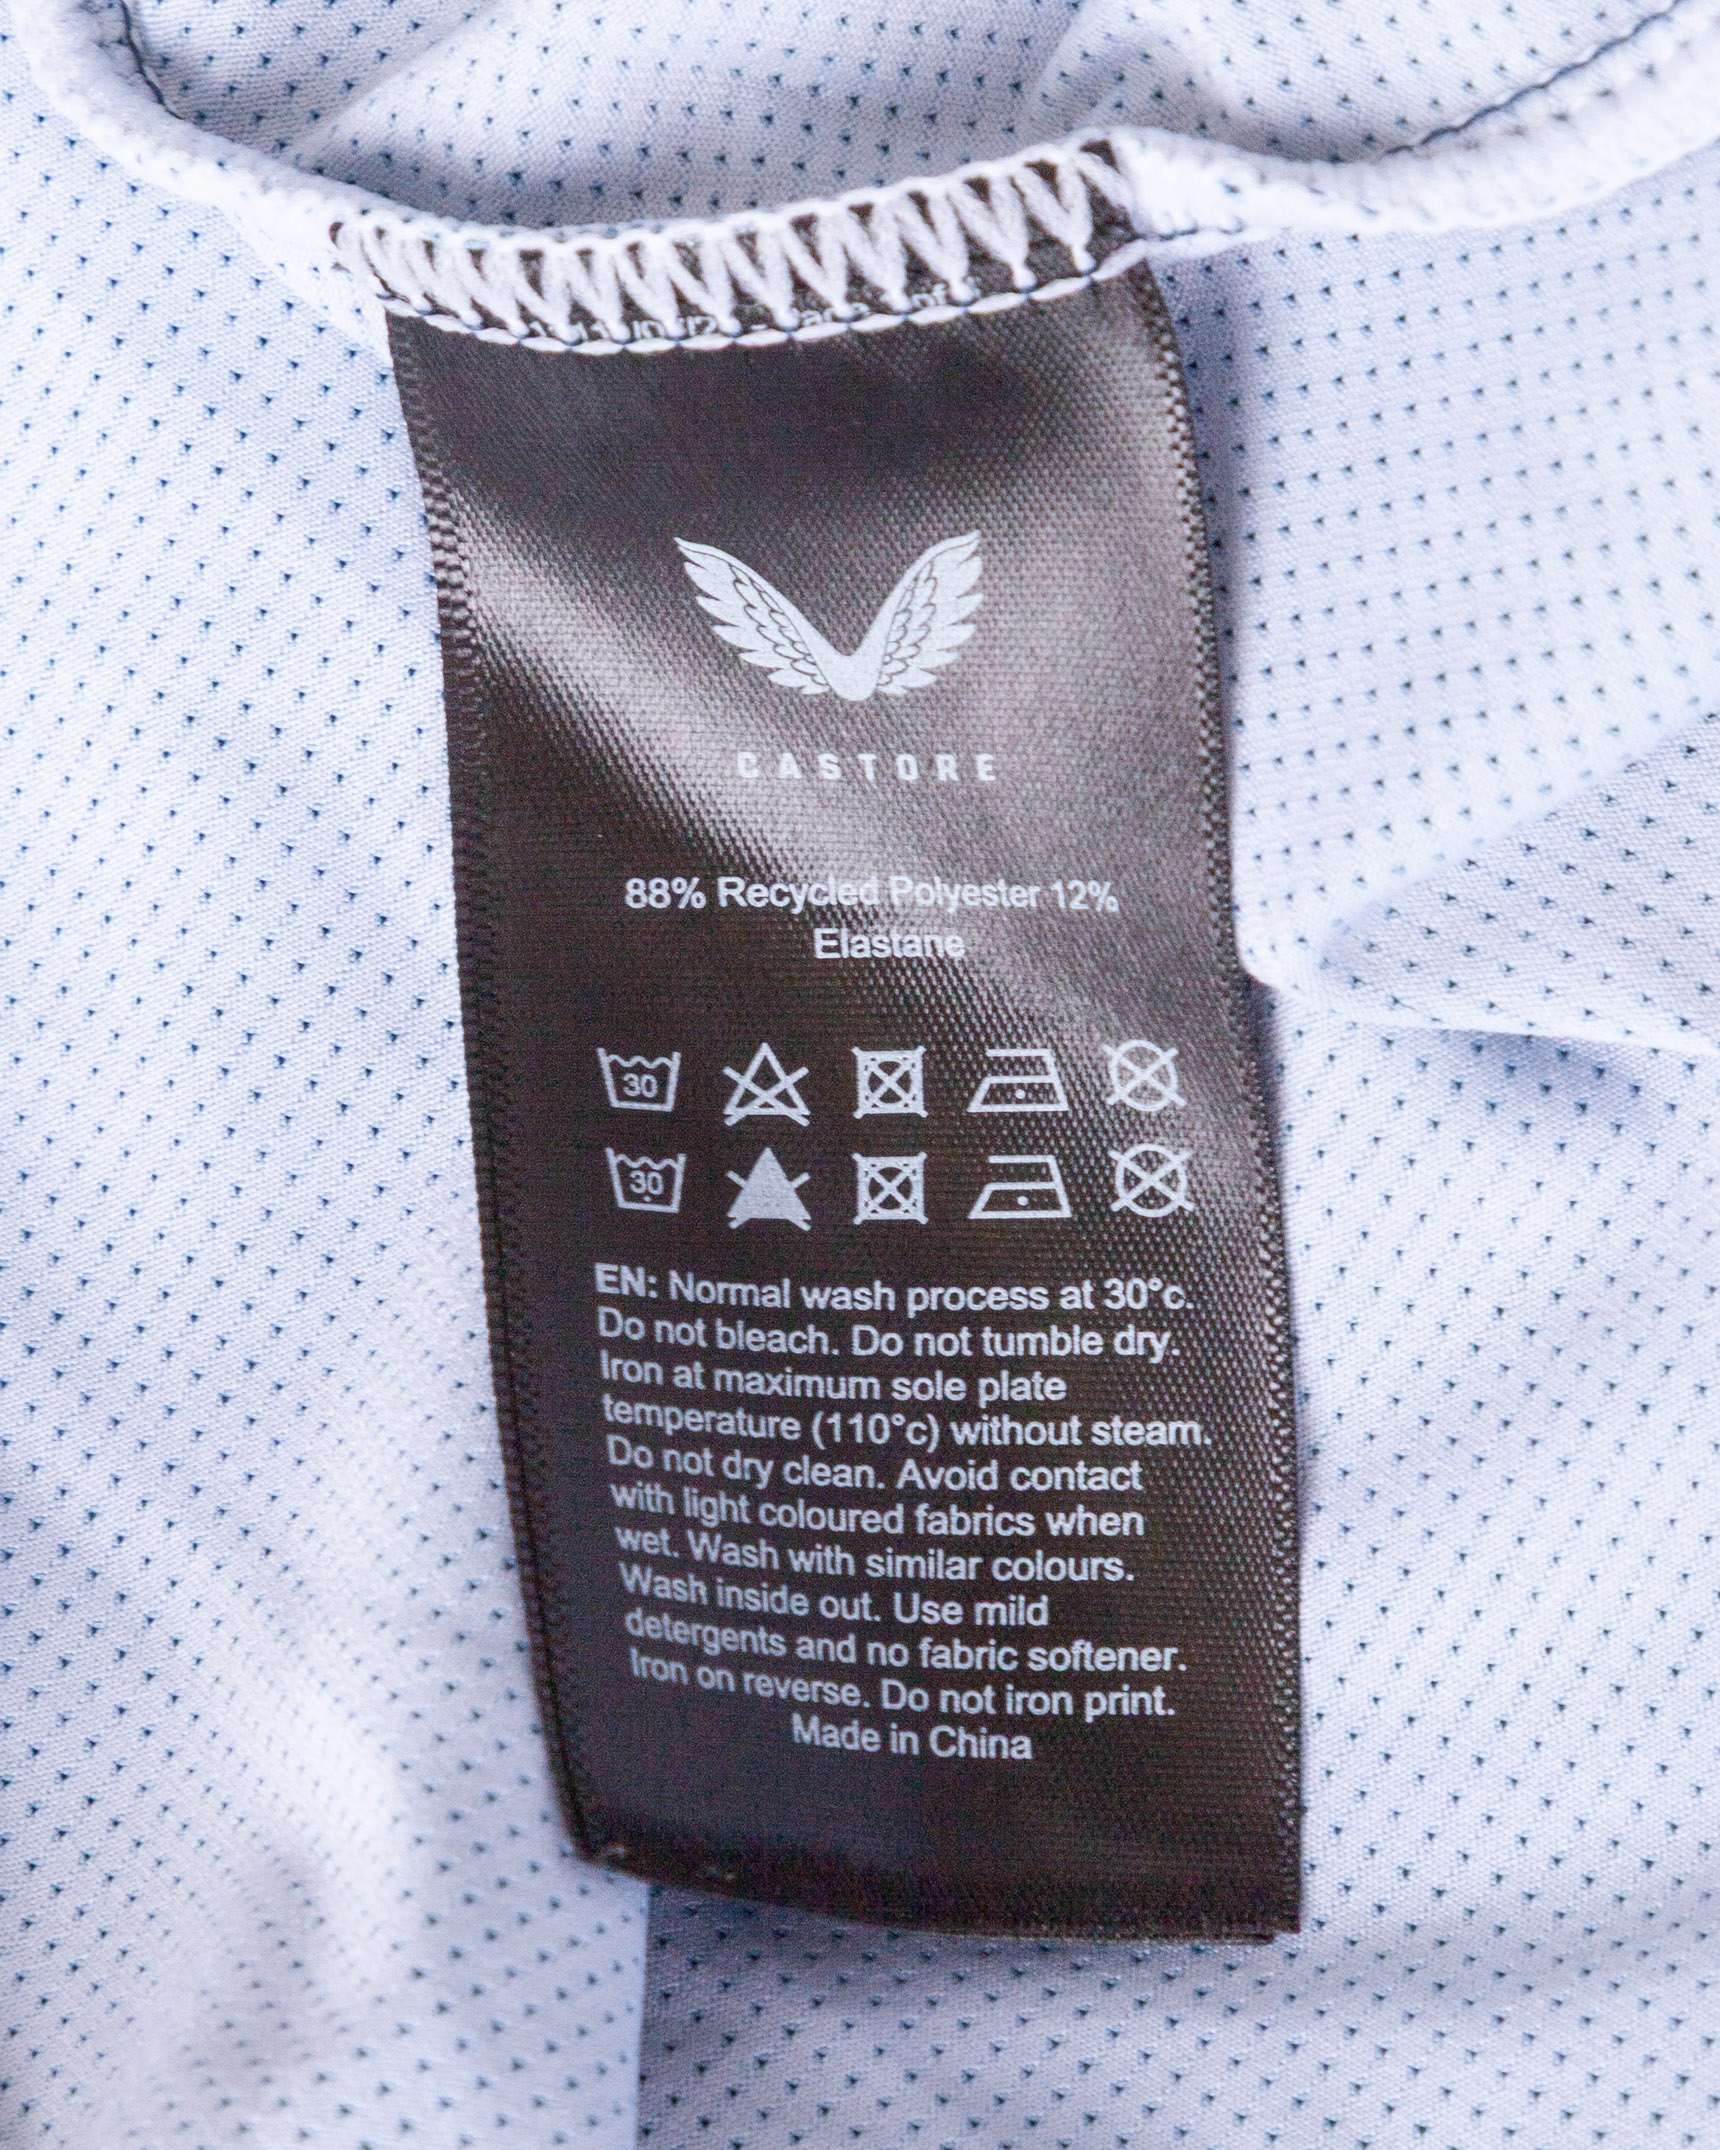 CASTORE
88% Recycled Polyester 12%
Elastane
30
30
EN: Normal wash process at 30°c.
Do not bleach. Do not tumble dry.
Iron at maximum sole plate
temperature (110°c) without steam.
Do not dry clean. Avoid contact
with light coloured fabrics when
wet. Wash with similar colours.
Wash inside out. Use mild
detergents and no fabric softener.
Iron on reverse. Do not iron print.
Made in China